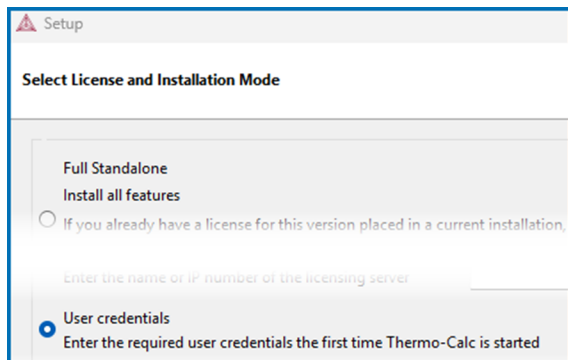 Setup
Select License and Installation Mode
Full Standalone
Install all features
If you already have a license for this version placed in a current installation,
Enter the name or IP number of the licensing server
User credentials
Enter the required user credentials the first time Thermo-Calc is started